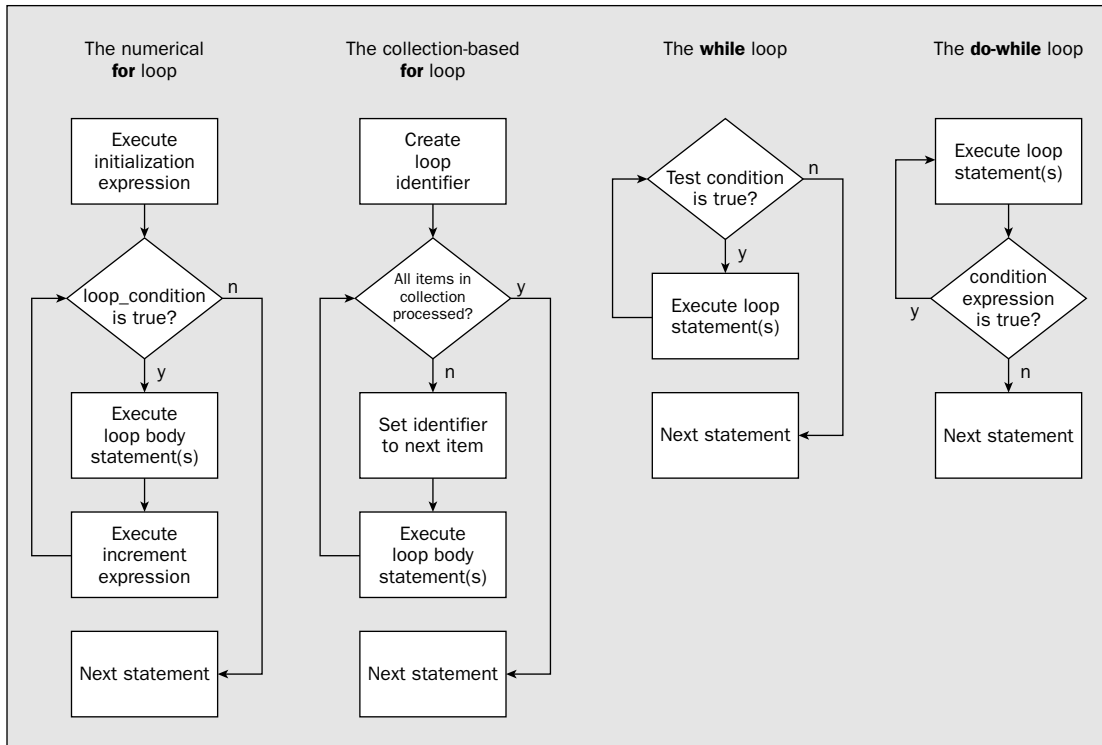 The numerical
for loop
Execute
initialization
expression
loop_condition
is true?
n
y
Execute
loop body
statement(s)
Execute
increment
expression
Next statement
The collection-based
for loop
Create
loop
identifier
All items in
collection
processed?
y
n
Set identifier
to next item
Execute
loop body
statement(s)
Next statement
The while loop
Test condition
is true?
n
y
Execute loop
statement(s)
Next statement
The do-while loop
Execute loop
statement(s)
condition
expression
is true?
y
n
Next statement